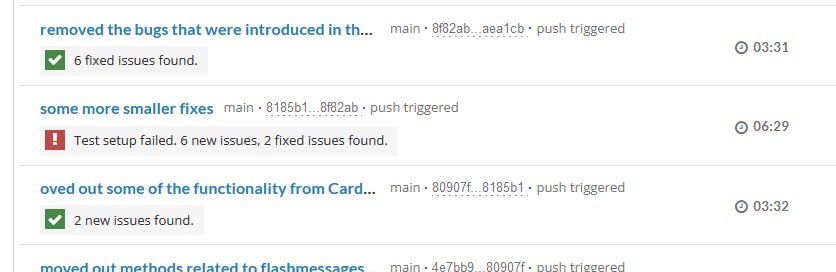 removed the bugs that were introduced in th... main · 8f82ab...aea1cb · push triggered
6 fixed issues found.
03:31
some more smaller fixes main · 8185b1...8f82ab · push triggered
Test setup failed. 6 new issues, 2 fixed issues found.
06:29
oved out some of the functionality from Card... main · 80907f...8185b1 · push triggered
2 new issues found.
03:32
moved out methods related to flashmessages main · 4e7bb9...80907f · push triggered